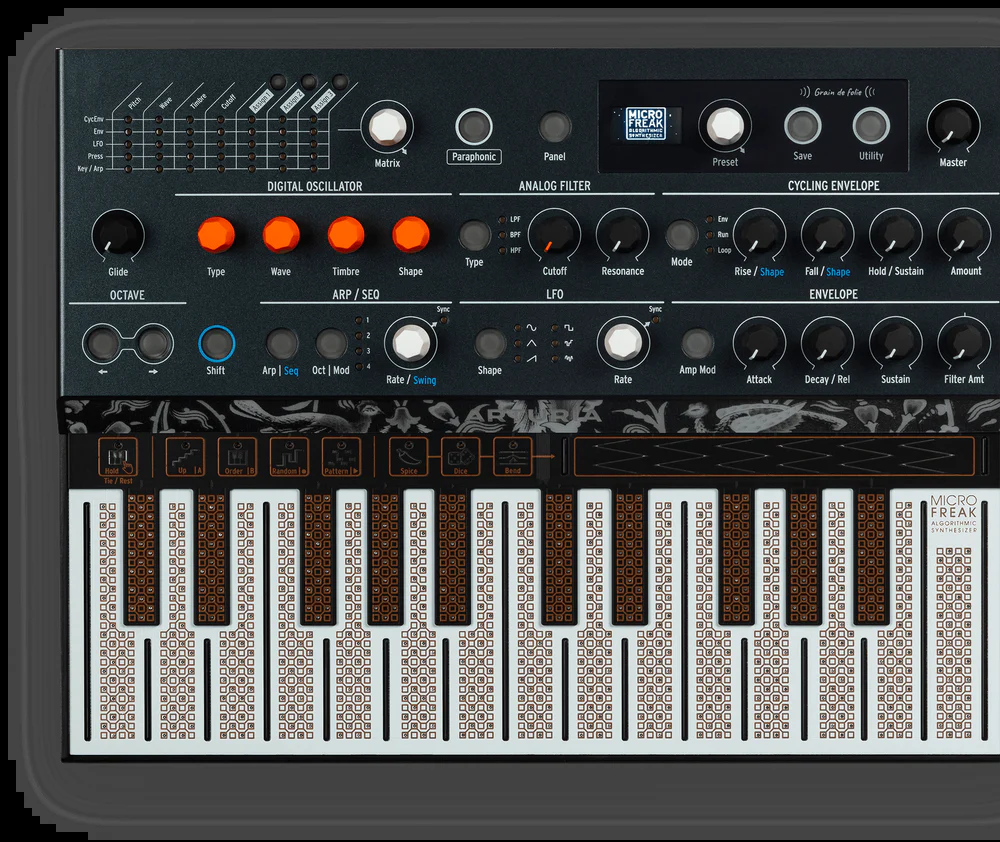 Pitch
Wave
Timbre
Cutoff
Assign 1
Assign 2
Assign 3
CycEnv
Env
LFO
Press
Key / Arp
Matrix
Paraphonic
Panel
MICRO
FREAK
ALGORITHMIC
SYNTHESIZER
Preset
))) Grain de folie (((
Save
Utility
Master
DIGITAL OSCILLATOR
ANALOG FILTER
CYCLING ENVELOPE
Glide
Type
Wave
Timbre
Shape
Type
LPF
BPF
HPF
Cutoff
Resonance
Mode
Env
Run
Loop
Rise / Shape
Fall / Shape
Hold / Sustain
Amount
OCTAVE
ARP / SEQ
LFO
ENVELOPE
Shift
Arp | Seq
Oct | Mod
1
2
3
4
Sync
Rate / Swing
Shape
Sync
Rate
Amp Mod
Attack
Decay / Rel
Sustain
Filter Amt
ARTURIA
Hold
Tie / Rest
Up |A
Order |B
Random |●
Pattern |▶
Spice
Dice
Bend
MICRO
FREAK
ALGORITHMIC
SYNTHESIZER